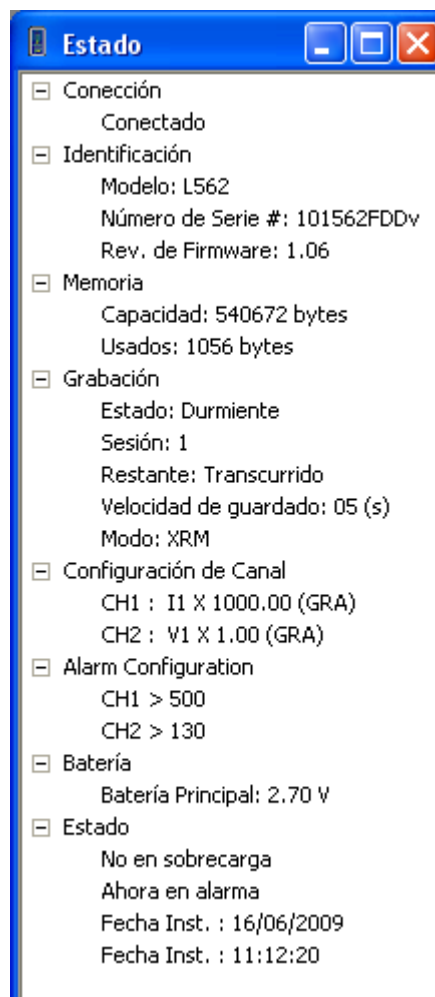 Estado
Conección
Conectado
Identificación
Modelo: L562
Número de Serie #: 101562FDDv
Rev. de Firmware: 1.06
Memoria
Capacidad: 540672 bytes
Usados: 1056 bytes
Grabación
Estado: Durmiente
Sesión: 1
Restante: Transcurrido
Velocidad de guardado: 05 (s)
Modo: XRM
Configuración de Canal
CH1 :  I1 X 1000.00 (GRA)
CH2 :  V1 X 1.00 (GRA)
Alarm Configuration
CH1 > 500
CH2 > 130
Batería
Batería Principal: 2.70 V
Estado
No en sobrecarga
Ahora en alarma
Fecha Inst. : 16/06/2009
Fecha Inst. : 11:12:20